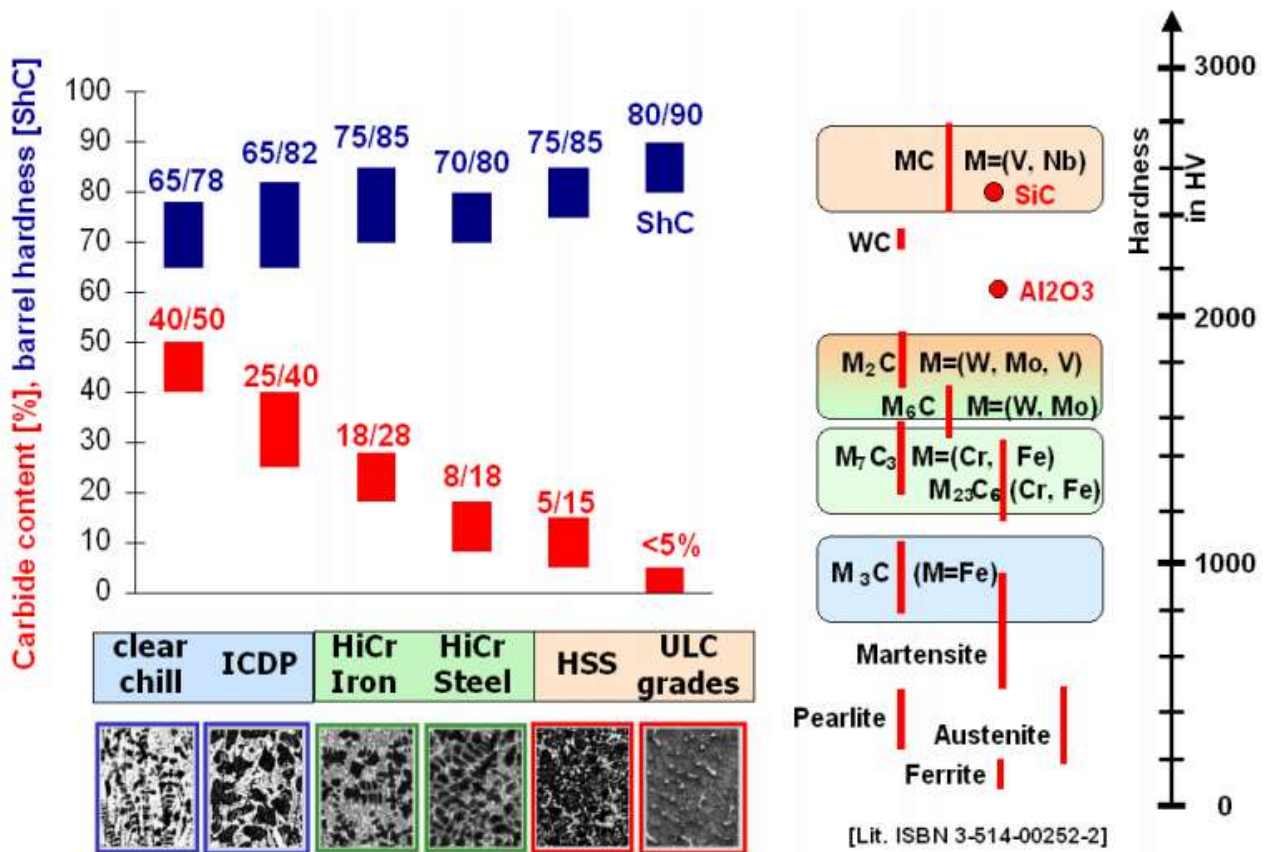 Carbide content [%], barrel hardness [ShC]
100
90
80
70
60
50
40
30
20
10
0
65/78
65/82
75/85
70/80
75/85
80/90
ShC
40/50
25/40
18/28
8/18
5/15
<5%
clear chill
ICDP
HiCr Iron
HiCr Steel
HSS
ULC grades
Hardness in HV
3000
2000
1000
0
MC M=(V, Nb)
SiC
WC
Al2O3
M₂C M=(W, Mo, V)
M₆C M=(W, Mo)
M₇C₃ M=(Cr, Fe)
M₂₃C₆ (Cr, Fe)
M₃C (M=Fe)
Martensite
Pearlite
Austenite
Ferrite
[Lit. ISBN 3-514-00252-2]